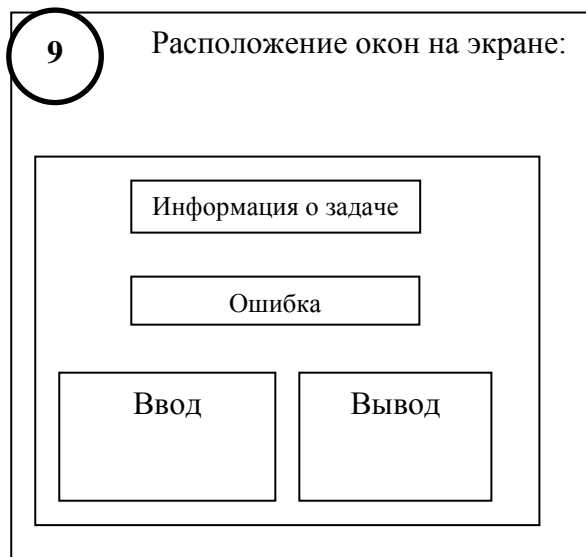 9
Расположение окон на экране:
Информация о задаче
Ошибка
Ввод
Вывод